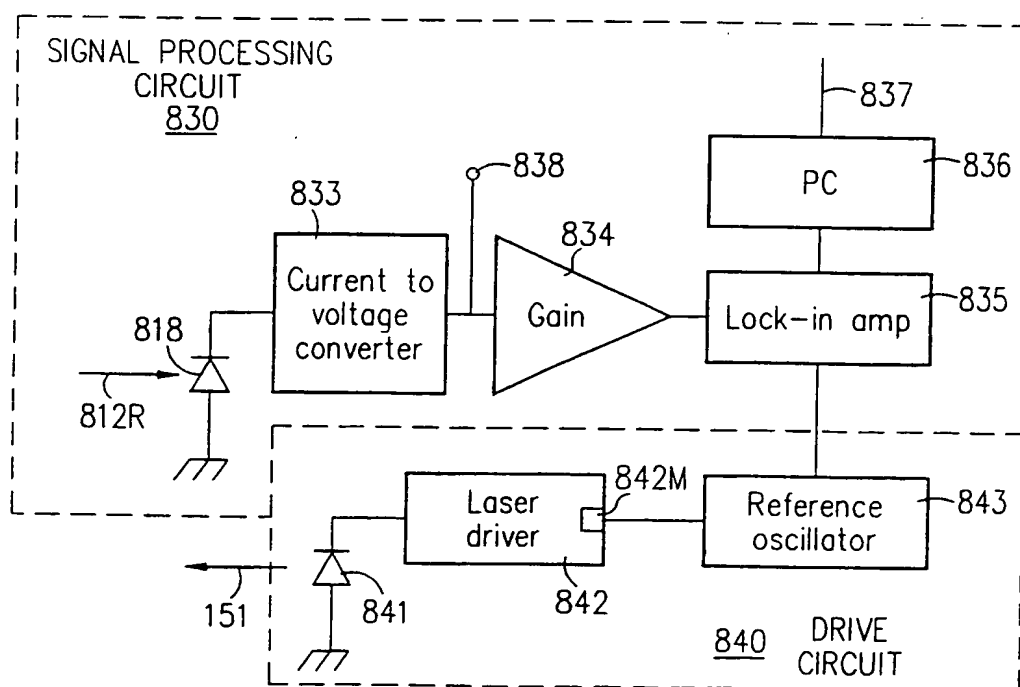 SIGNAL PROCESSING
CIRCUIT
830
837
838
836
PC
833
834
Current to
voltage
converter
Gain
Lock-in amp
835
818
812R
842M
Laser
driver
Reference
oscillator
843
151
841
842
840
DRIVE
CIRCUIT